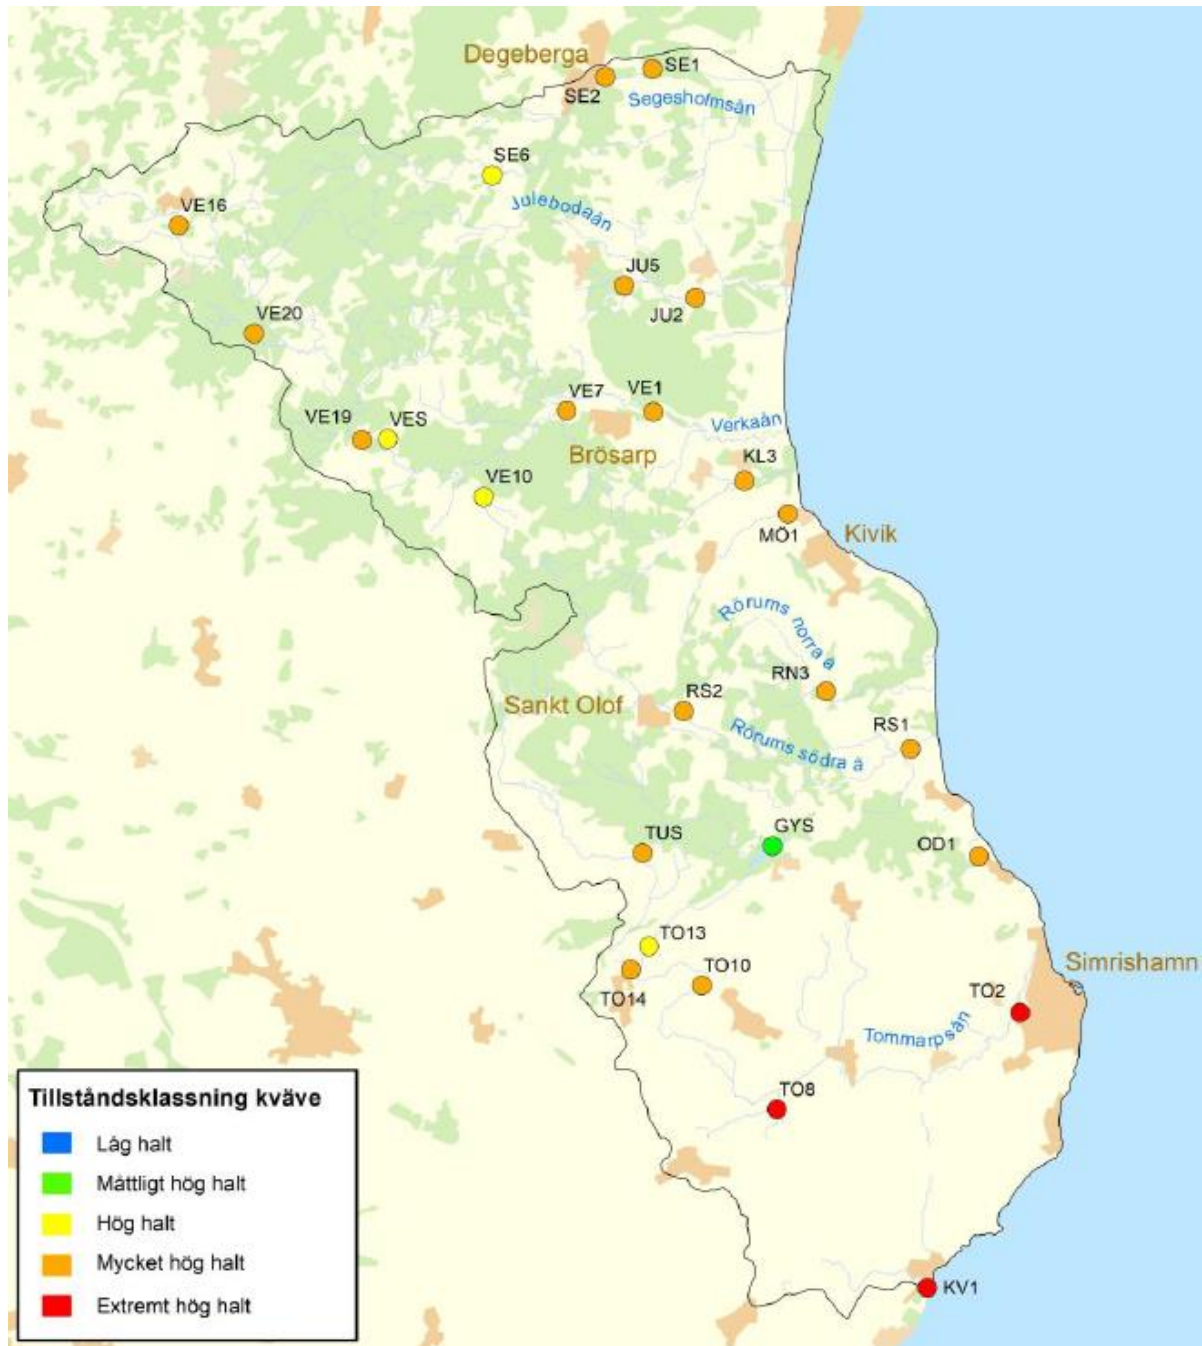 Degeberga
SE1
SE2
Segesholmsån
SE6
Julebodaån
VE16
JU5
JU2
VE20
VE7
VE1
VE19
VES
Verkaån
Brösarp
KL3
VE10
MÖ1
Kivik
Rörums norra å
RN3
RS2
Sankt Olof
RS1
Rörums södra å
GYS
TUS
OD1
TO13
TO10
Simrishamn
TO14
TO2
Tommarpsån
TO8
Tillståndsklassning kväve
Låg halt
Måttligt hög halt
Hög halt
Mycket hög halt
Extremt hög halt
KV1